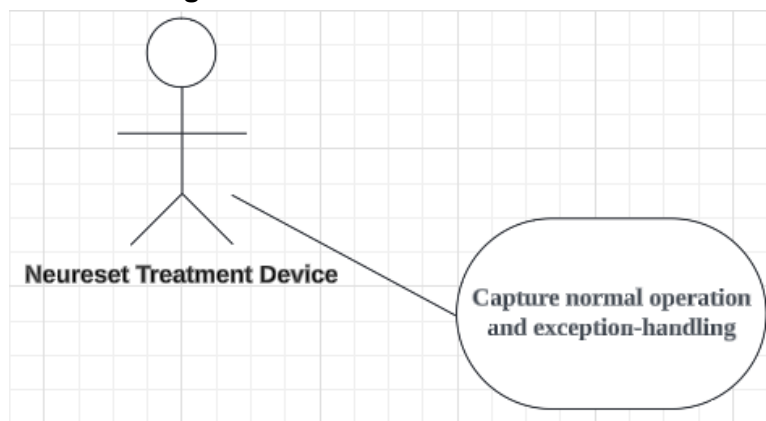 Neureset Treatment Device
Capture normal operation
and exception-handling